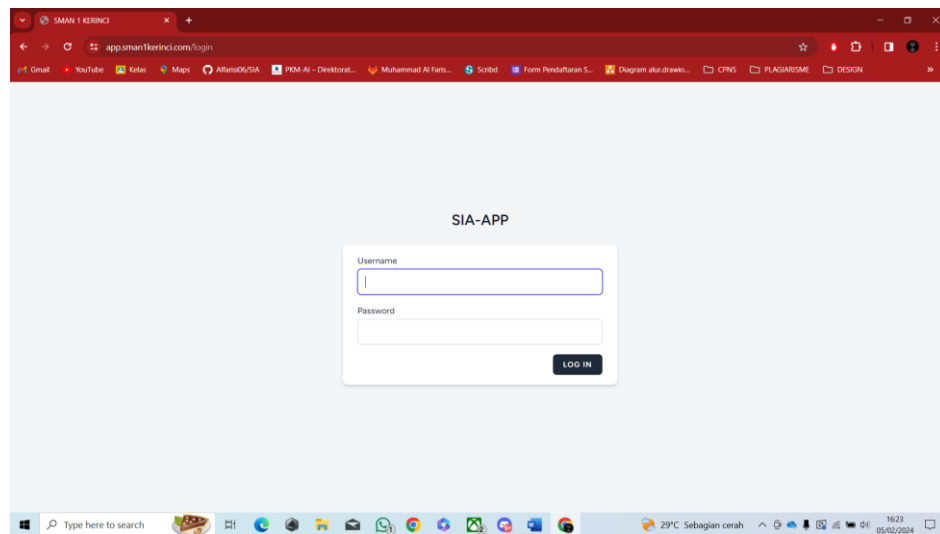 SMAN 1 KERINCI
app.sman1kerinci.com/login
Gmail YouTube Kelas Maps Alfarisi06/SIA PKM-AI – Direktorat... Muhammad Al Faris... Scribd Form Pendaftaran S... Diagram alur.drawio... CPNS PLAGIARISME DESIGN
SIA-APP
Username
Password
LOG IN
Type here to search 29°C Sebagian cerah 16:23
05/02/2024